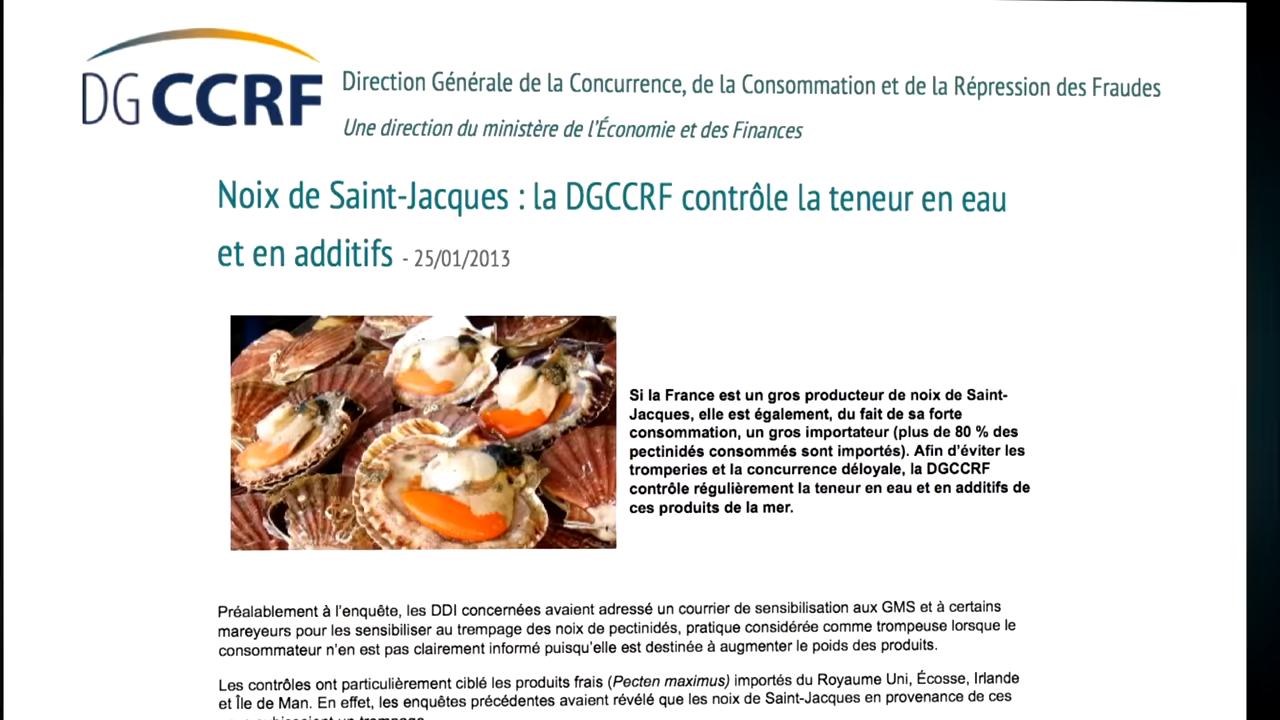 DGCCRF
Direction Générale de la Concurrence, de la Consommation et de la Répression des Fraudes
Une direction du ministère de l'Économie et des Finances
Noix de Saint-Jacques : la DGCCRF contrôle la teneur en eau
et en additifs - 25/01/2013
Si la France est un gros producteur de noix de Saint-
Jacques, elle est également, du fait de sa forte
consommation, un gros importateur (plus de 80 % des
pectinidés consommés sont importés). Afin d'éviter les
tromperies et la concurrence déloyale, la DGCCRF
contrôle régulièrement la teneur en eau et en additifs de
ces produits de la mer.
Préalablement à l'enquête, les DDI concernées avaient adressé un courrier de sensibilisation aux GMS et à certains
mareyeurs pour les sensibiliser au trempage des noix de pectinidés, pratique considérée comme trompeuse lorsque le
consommateur n'en est pas clairement informé puisqu'elle est destinée à augmenter le poids des produits.
Les contrôles ont particulièrement ciblé les produits frais (Pecten maximus) importés du Royaume Uni, Écosse, Irlande
et Île de Man. En effet, les enquêtes précédentes avaient révélé que les noix de Saint-Jacques en provenance de ces